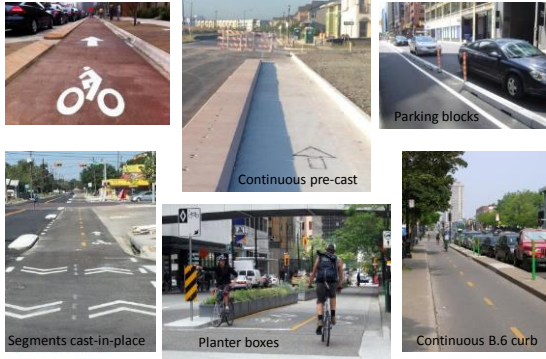 Parking blocks
Continuous pre-cast
Segments cast-in-place
Planter boxes
Continuous B.6 curb